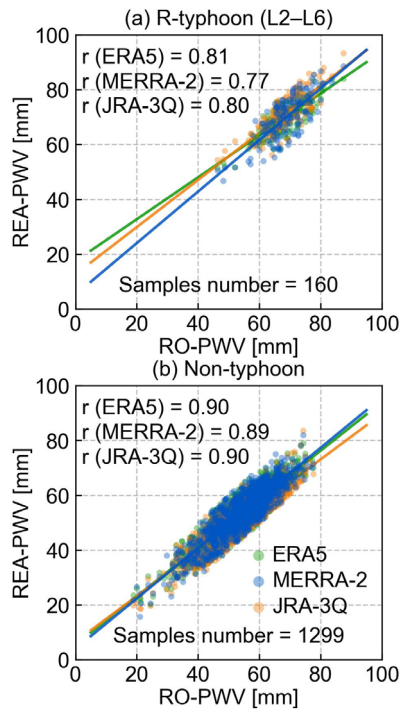 (a) R-typhoon (L2–L6)
100
r (ERA5) = 0.81
r (MERRA-2) = 0.77
80
r (JRA-3Q) = 0.80
60
REA-PWV [mm]
40
20
Samples number = 160
0
0 20 40 60 80 100
RO-PWV [mm]
(b) Non-typhoon
100
r (ERA5) = 0.90
r (MERRA-2) = 0.89
80
r (JRA-3Q) = 0.90
60
REA-PWV [mm]
40
ERA5
MERRA-2
20
JRA-3Q
Samples number = 1299
0
0 20 40 60 80 100
RO-PWV [mm]